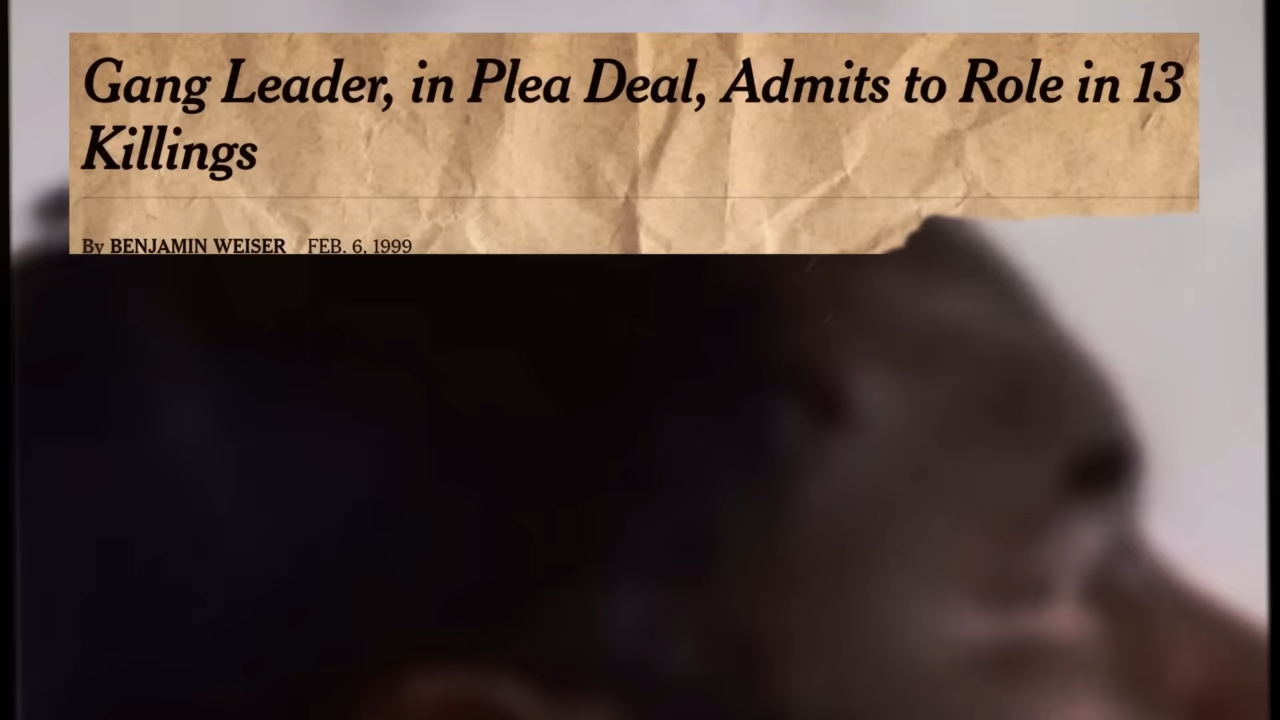 Gang Leader, in Plea Deal, Admits to Role in 13
Killings
By BENJAMIN WEISER FEB. 6, 1999